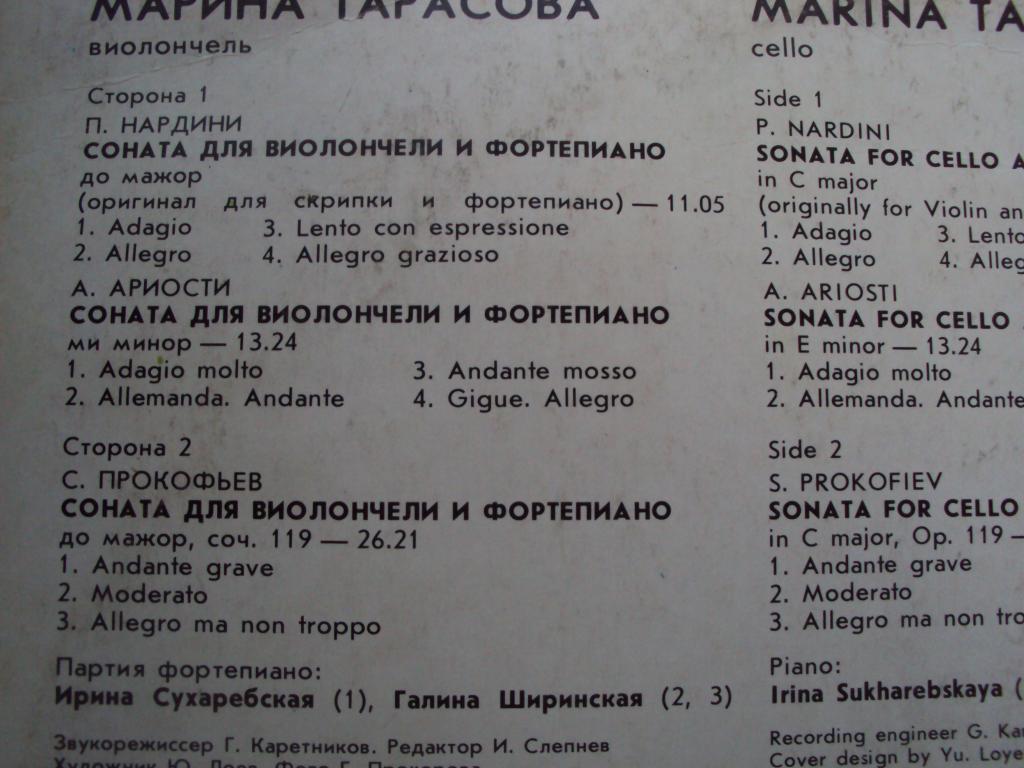 МАРИНА ТАРАСОВА
виолончель
Сторона 1
П. НАРДИНИ
СОНАТА ДЛЯ ВИОЛОНЧЕЛИ И ФОРТЕПИАНО
до мажор
(оригинал для скрипки и фортепиано) — 11.05
1. Adagio 3. Lento con espressione
2. Allegro 4. Allegro grazioso
А. АРИОСТИ
СОНАТА ДЛЯ ВИОЛОНЧЕЛИ И ФОРТЕПИАНО
ми минор — 13.24
1. Adagio molto 3. Andante mosso
2. Allemanda. Andante 4. Gigue. Allegro
Сторона 2
С. ПРОКОФЬЕВ
СОНАТА ДЛЯ ВИОЛОНЧЕЛИ И ФОРТЕПИАНО
до мажор, соч. 119 — 26.21
1. Andante grave
2. Moderato
3. Allegro ma non troppo
Партия фортепиано:
Ирина Сухаребская (1), Галина Ширинская (2, 3)
Звукорежиссер Г. Каретников. Редактор И. Слепнев
Художник Ю. Фото Г.
MARINA TA
cello
Side 1
P. NARDINI
SONATA FOR CELLO A
in C major
(originally for Violin an
1. Adagio 3. Lento
2. Allegro 4. Alleg
A. ARIOSTI
SONATA FOR CELLO
in E minor — 13.24
1. Adagio molto
2. Allemanda. Andante
Side 2
S. PROKOFIEV
SONATA FOR CELLO
in C major, Op. 119 —
1. Andante grave
2. Moderato
3. Allegro ma non tro
Piano:
Irina Sukharebskaya (
Recording engineer G. Ka
Cover design by Yu. Loye